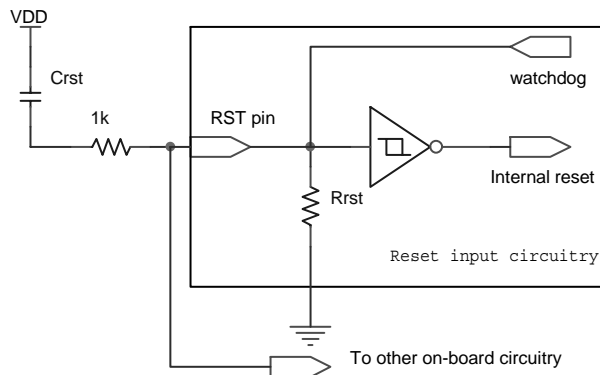 VDD
Crst
1k
RST pin
watchdog
Internal reset
Rrst
Reset input circuitry
To other on-board circuitry